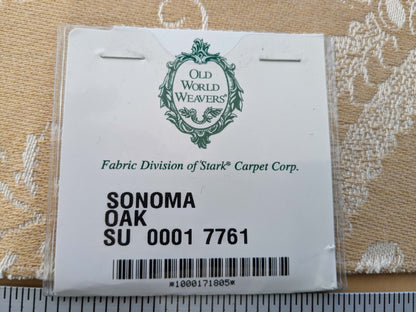 OLD
WORLD
WEAVERS®
Fabric Division of Stark® Carpet Corp.
SONOMA
OAK
SU 0001 7761
*1000171805*